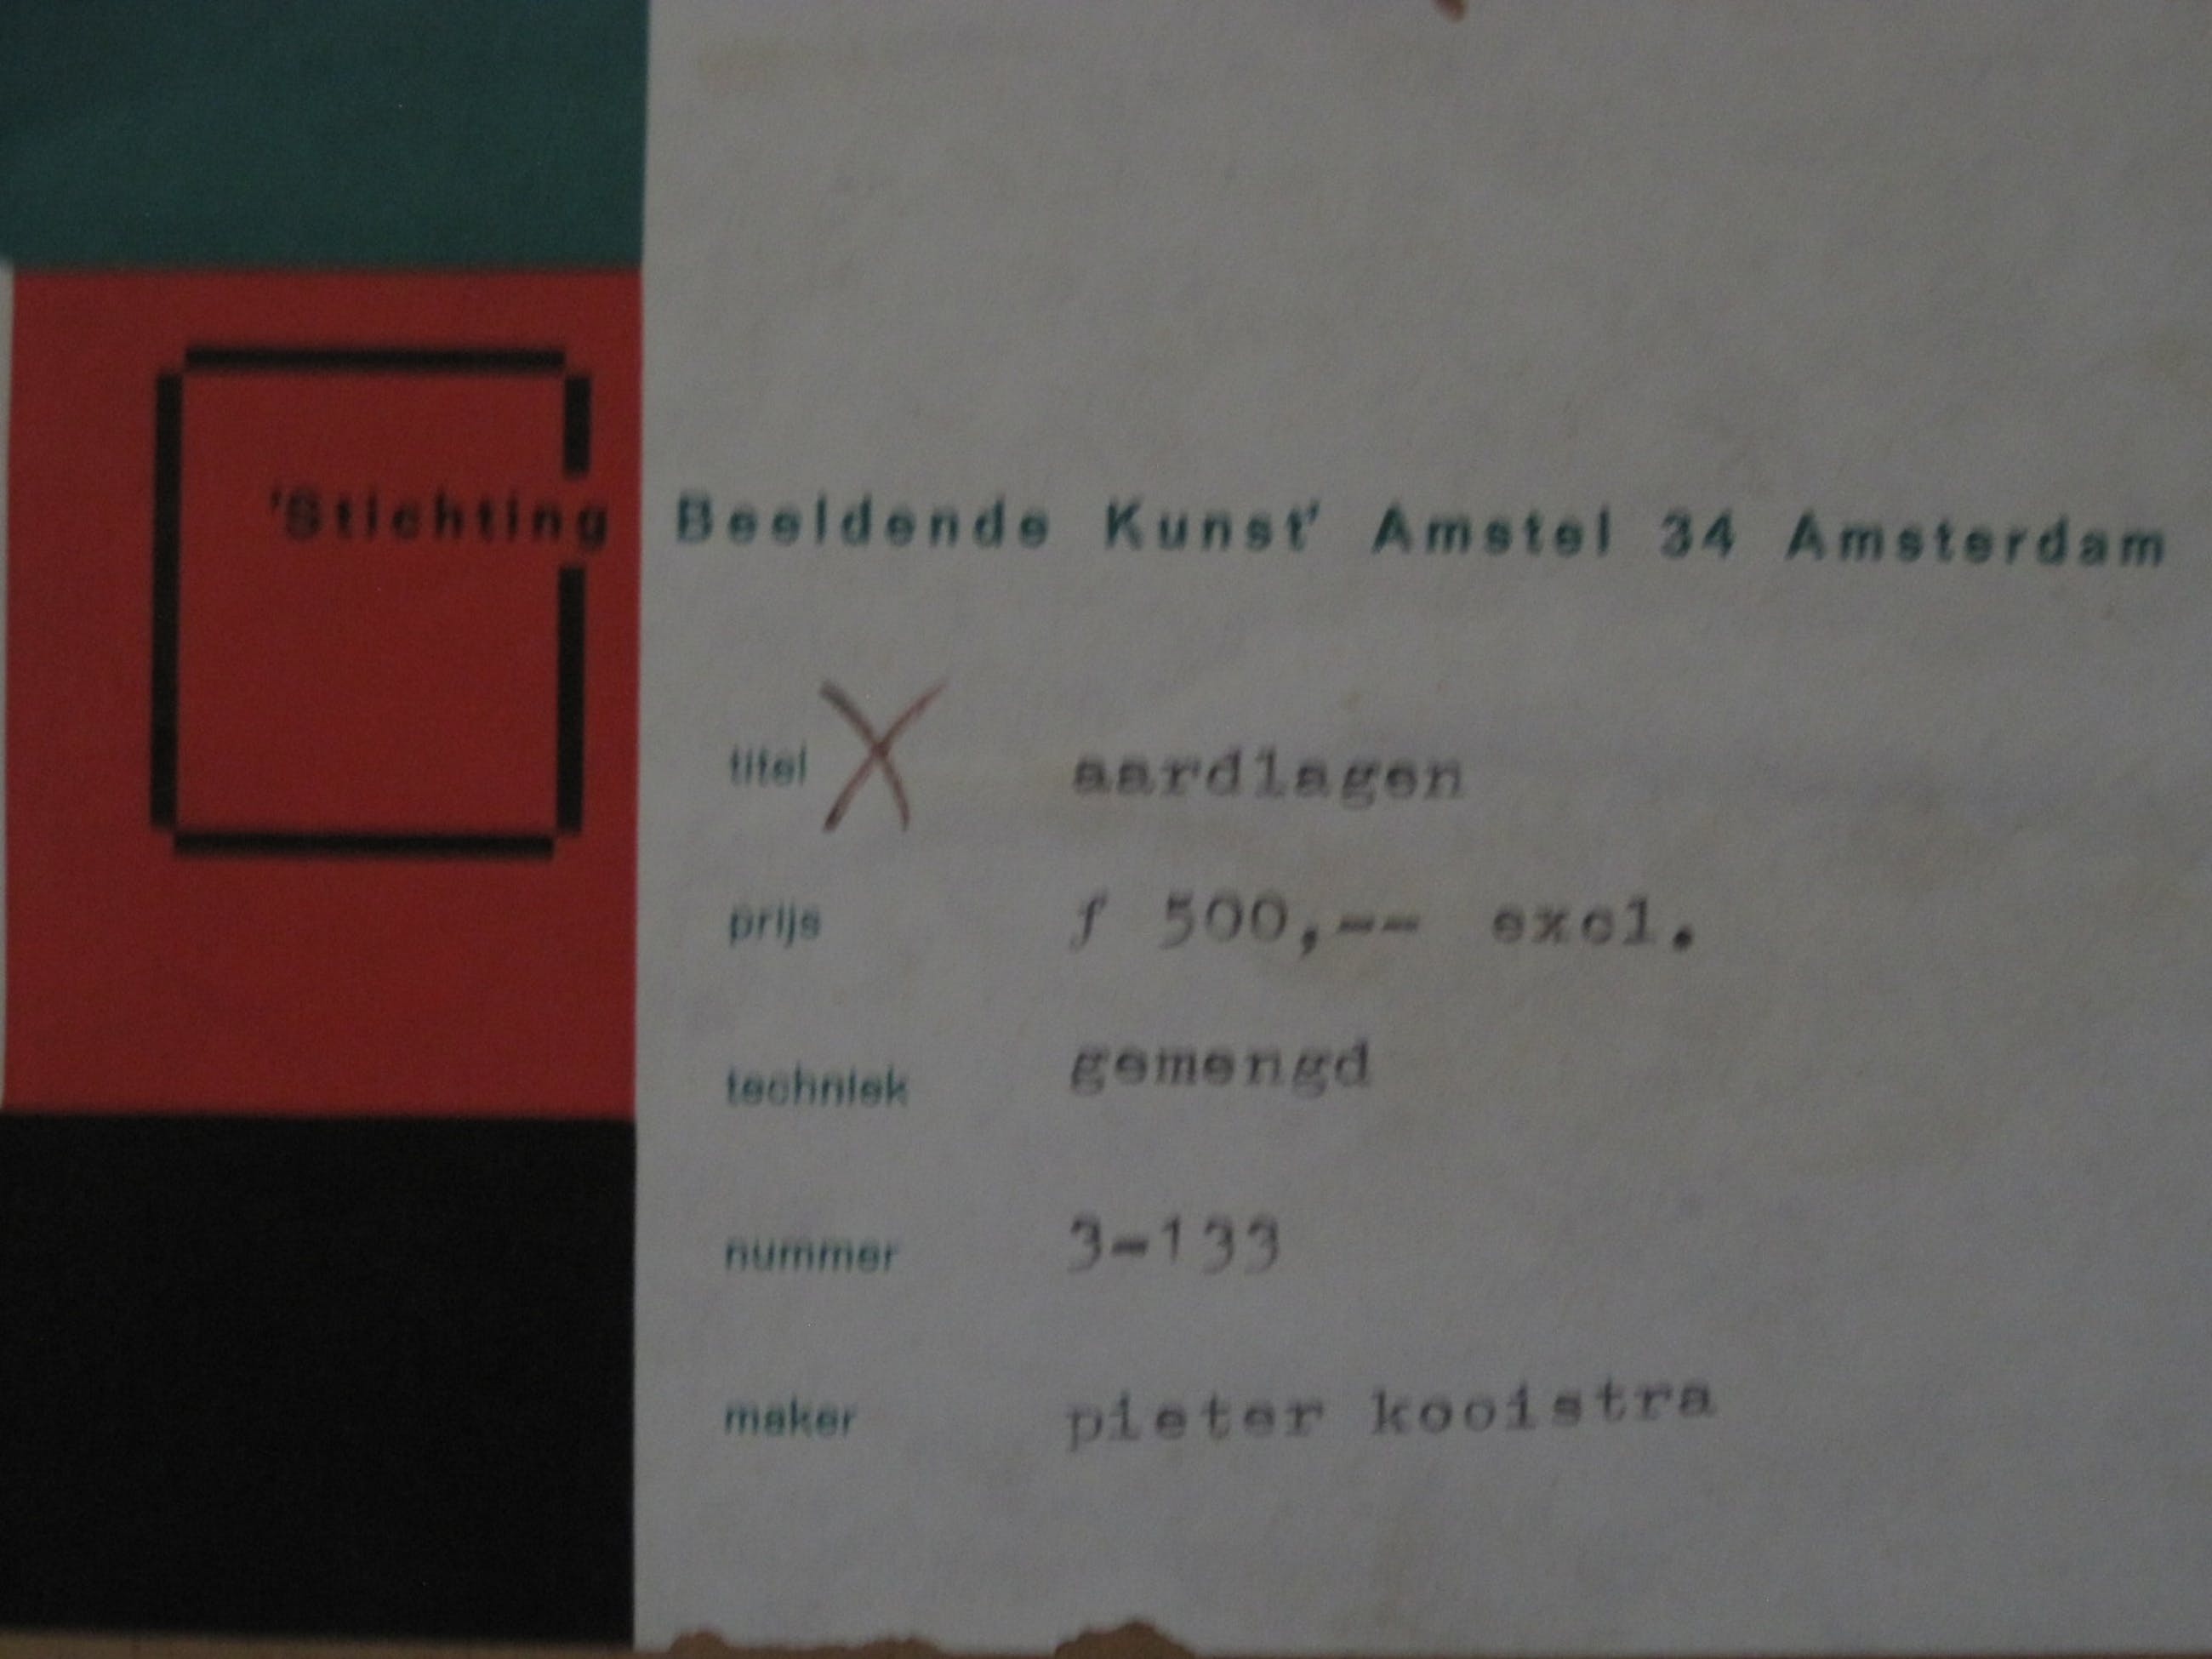 'Stichting Beeldende Kunst' Amstel 34 Amsterdam
titel X aardlagen
prijs ƒ 500,-- excl.
techniek gemengd
nummer 3-133
maker pieter kooistra